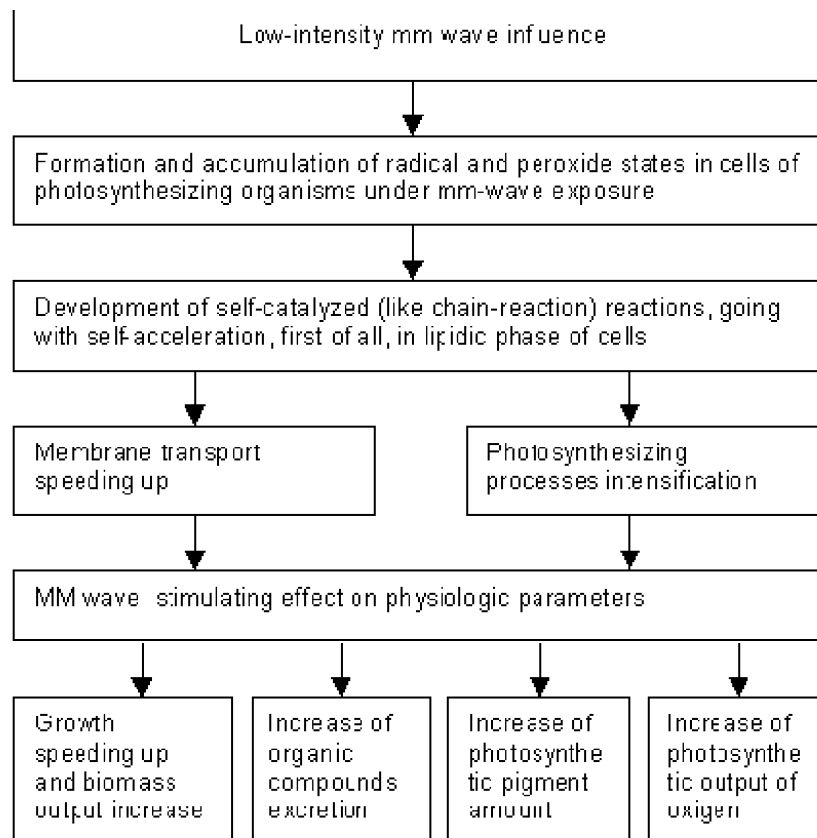 Low-intensity mm wave infuence
Formation and accumulation of radical and peroxide states in cells of
photosynthesizing organisms under mm-wave exposure
Development of self-catalyzed (like chain-reaction) reactions, going
with self-acceleration, first of all, in lipidic phase of cells
Membrane transport
speeding up
Photosynthesizing
processes intensification
MM wave stimulating effect on physiologic parameters
Growth
speeding up
and biomass
output increase
Increase of
organic
compounds
excretion
Increase of
photosynthe
tic pigment
amount
Increase of
photosynthe
tic output of
oxigen